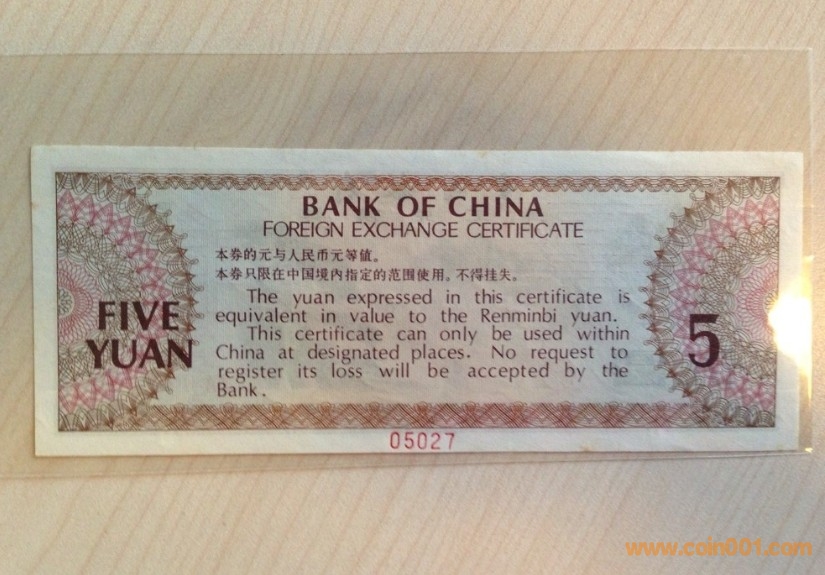 BANK OF CHINA
FOREIGN EXCHANGE CERTIFICATE
本券的元与人民币元等值。
本券只限在中国境内指定的范围使用。不得挂失。
The yuan expressed in this certificate is
equivalent in value to the Renminbi yuan.
This certificate can only be used within
China at designated places. No request to
register its loss will be accepted by the
Bank.
FIVE
YUAN
5
05027
www.coin001.com